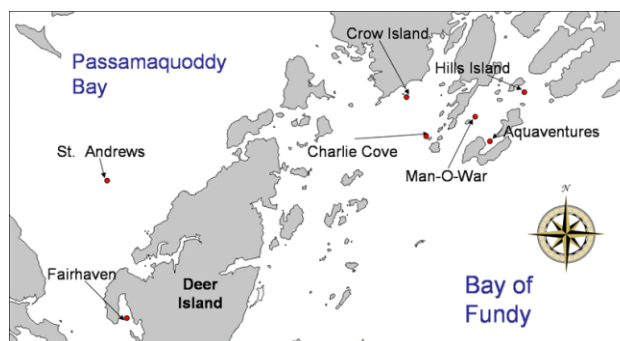 Crow Island
Passamaquoddy
Bay
Hills Island
St. Andrews
Charlie Cove
Aquaventures
Man-O-War
N
Fairhaven
Deer
Island
Bay of
Fundy